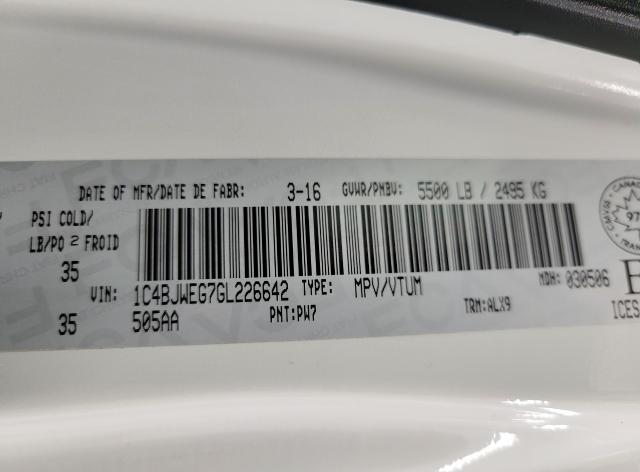 DATE OF MFR/DATE DE FABR: 3-16 GVWR/PNBV: 5500 LB / 2495 KG
PSI COLD/
LB/PO 2 FROID
35
VIN: 1C4BJWEG7GL226642 TYPE: MPV/VTUM MDH: 030506
35 505AA PNT:PW7 TRM:ALX9
ICES